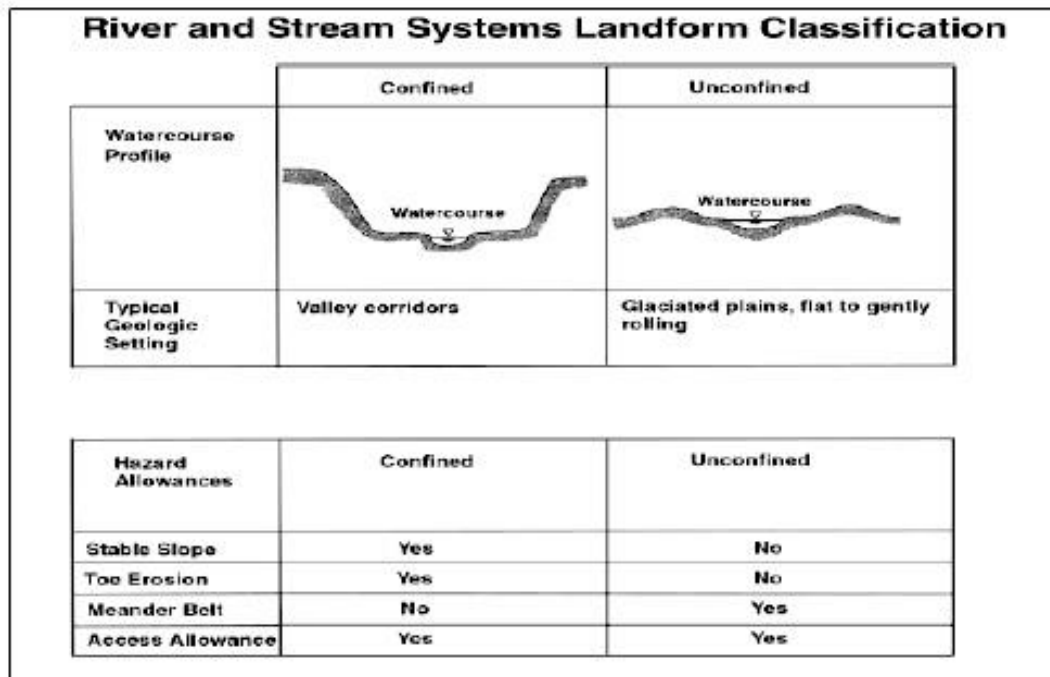 River and Stream Systems Landform Classification
Confined Unconfined
Watercourse
Profile
Watercourse
Watercourse
Typical
Geologic
Setting
Valley corridors
Glaciated plains, flat to gently
rolling
Hazard
Allowances
Confined Unconfined
Stable Slope Yes No
Toe Erosion Yes No
Meander Belt No Yes
Access Allowance Yes Yes